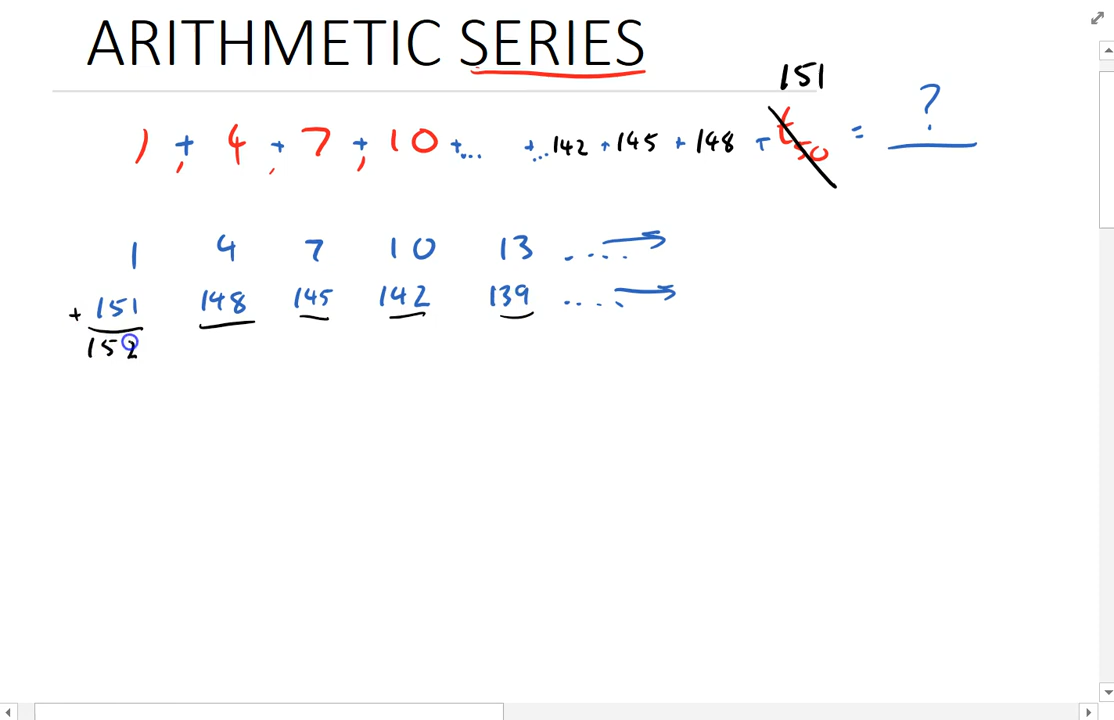 ARITHMETIC SERIES
151
1 + 4 + 7 + 10 +... +... 142 + 145 + 148 + t50 = ?
1 4 7 10 13 ....
+ 151 148 145 142 139 ....
152